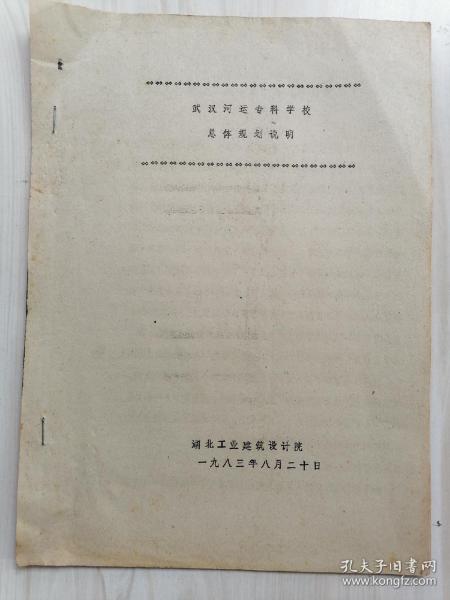 武汉河运专科学校
总体规划说明
湖北工业建筑设计院
一九八三年八月二十日
孔夫子旧书网
www.kongfz.com